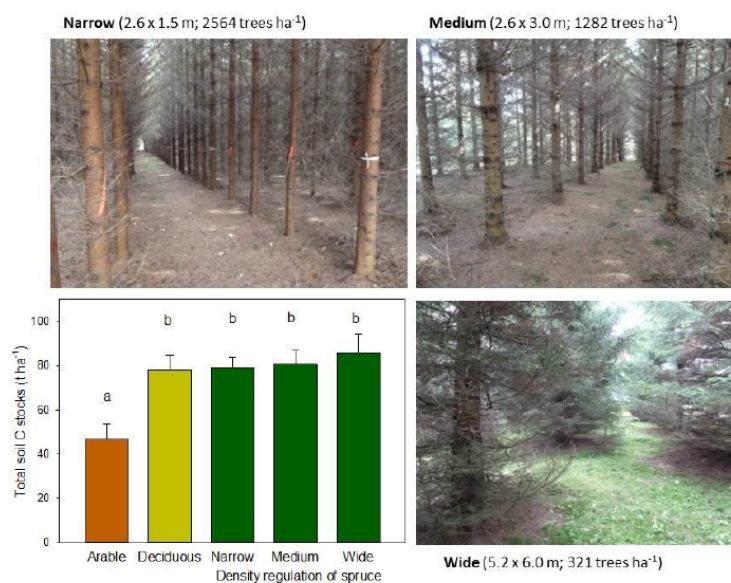 Narrow (2.6 x 1.5 m; 2564 trees ha⁻¹)
Medium (2.6 x 3.0 m; 1282 trees ha⁻¹)
Total soil C stocks (t ha⁻¹)
100
80
60
40
20
0
a
b
b
b
b
Arable Deciduous Narrow Medium Wide
Density regulation of spruce
Wide (5.2 x 6.0 m; 321 trees ha⁻¹)